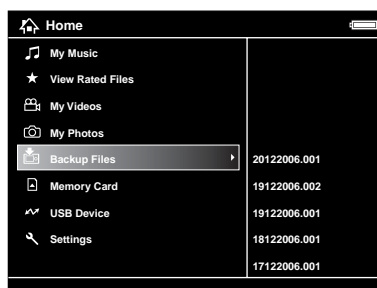 Home
My Music
View Rated Files
My Videos
My Photos
Backup Files
Memory Card
USB Device
Settings
20122006.001
19122006.002
19122006.001
18122006.001
17122006.001